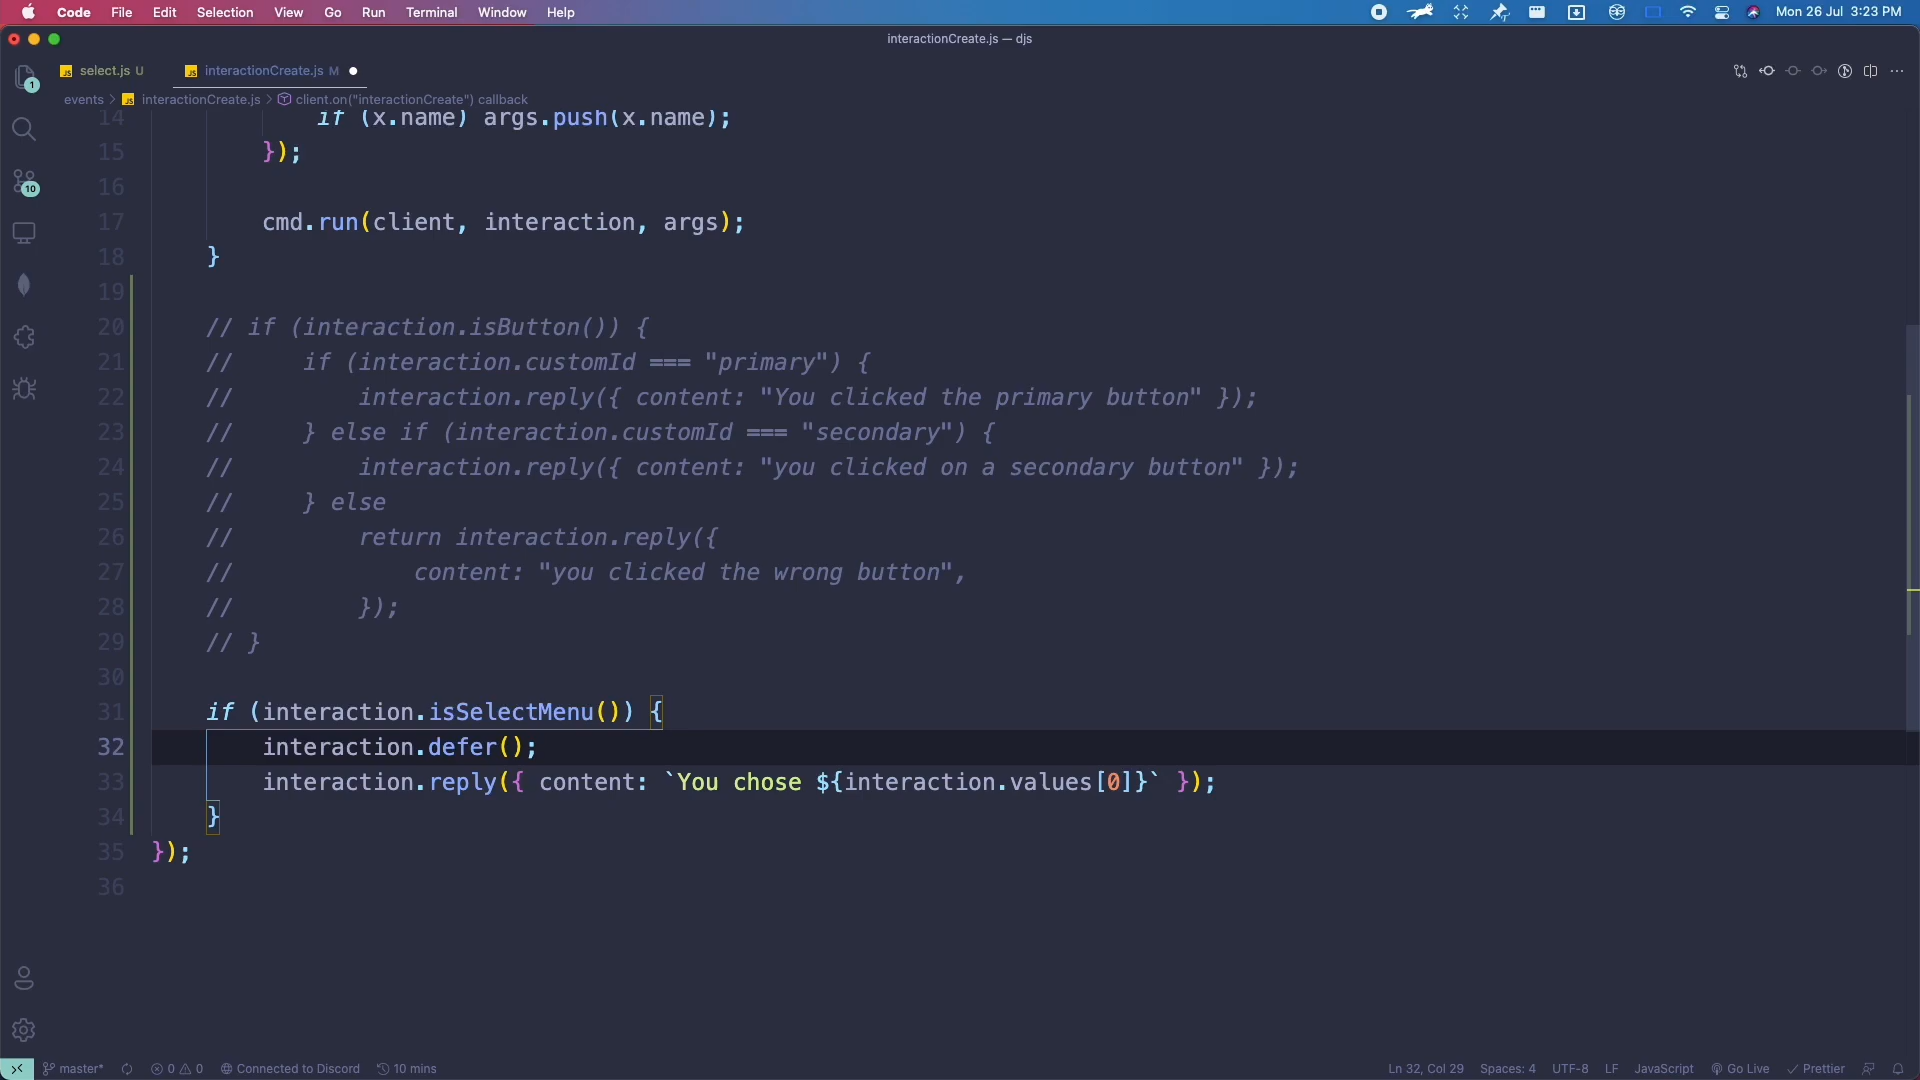 Code File Edit Selection View Go Run Terminal Window Help Mon 26 Jul 3:23 PM
interactionCreate.js — djs
select.js U interactionCreate.js M
events > interactionCreate.js > client.on("interactionCreate") callback
1
10
14 if (x.name) args.push(x.name);
15 });
16
17 cmd.run(client, interaction, args);
18 }
19
20 // if (interaction.isButton()) {
21 // if (interaction.customId === "primary") {
22 // interaction.reply({ content: "You clicked the primary button" });
23 // } else if (interaction.customId === "secondary") {
24 // interaction.reply({ content: "you clicked on a secondary button" });
25 // } else
26 // return interaction.reply({
27 // content: "you clicked the wrong button",
28 // });
29 // }
30
31 if (interaction.isSelectMenu()) {
32 interaction.defer();
33 interaction.reply({ content: `You chose ${interaction.values[0]}` });
34 }
35 });
36
master* 0 0 Connected to Discord 10 mins Ln 32, Col 29 Spaces: 4 UTF-8 LF JavaScript Go Live Prettier